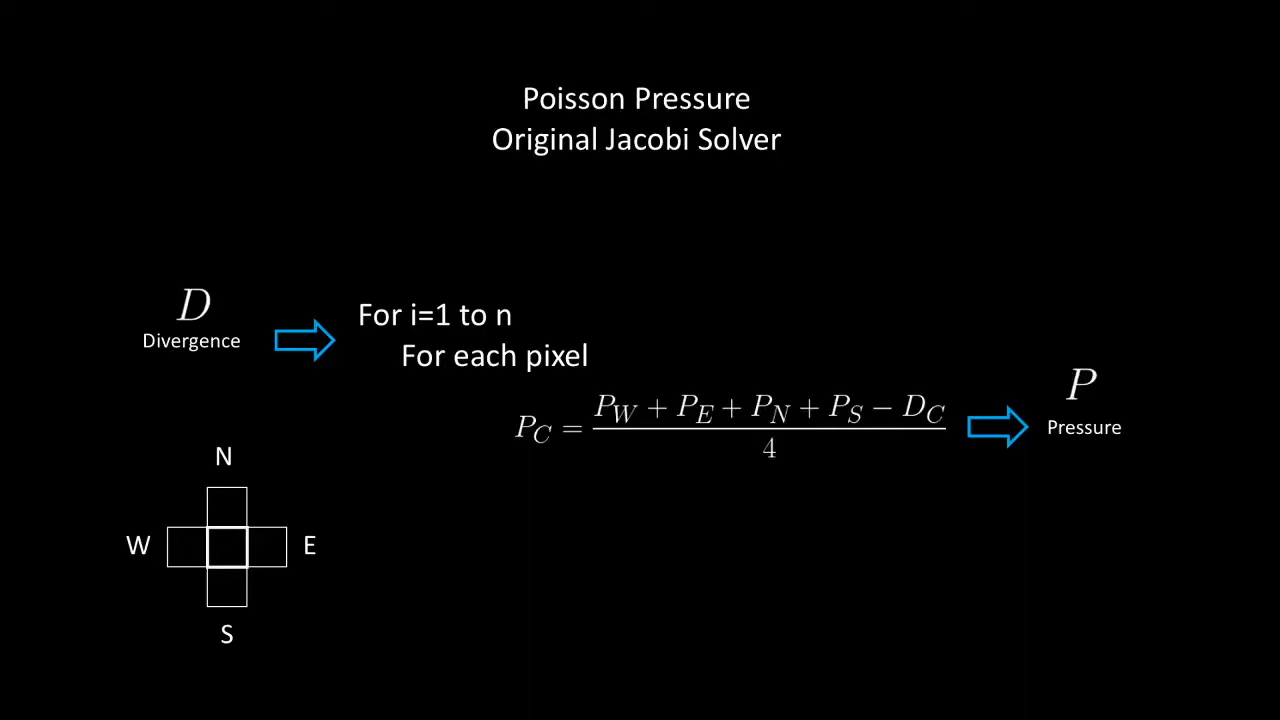 Poisson Pressure
Original Jacobi Solver
D
Divergence
For i=1 to n
For each pixel
P_C = \frac{P_W + P_E + P_N + P_S - D_C}{4}
P
Pressure
N
W E
S